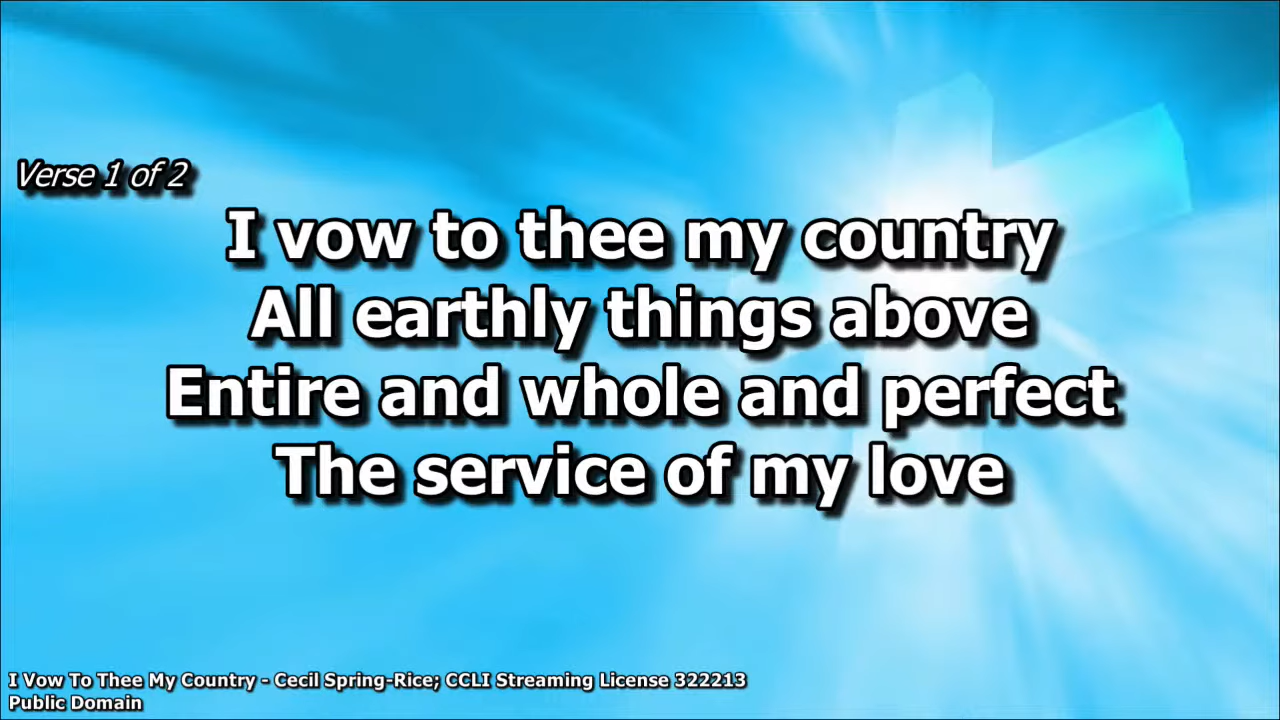 Verse 1 of 2
I vow to thee my country
All earthly things above
Entire and whole and perfect
The service of my love
I Vow To Thee My Country - Cecil Spring-Rice; CCLI Streaming License 322213
Public Domain